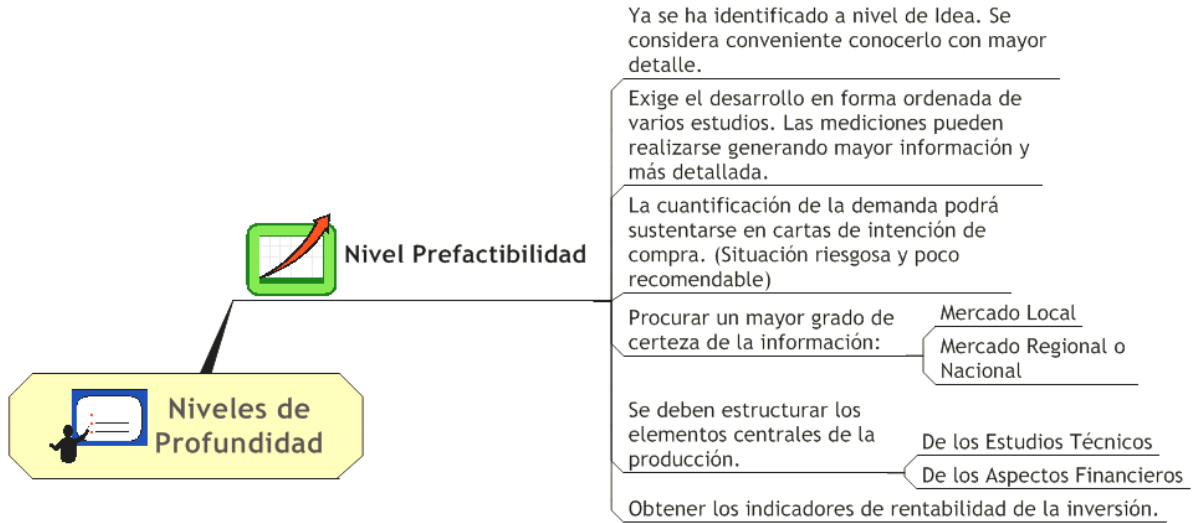 Niveles de
Profundidad
Nivel Prefactibilidad
Ya se ha identificado a nivel de Idea. Se
considera conveniente conocerlo con mayor
detalle.
Exige el desarrollo en forma ordenada de
varios estudios. Las mediciones pueden
realizarse generando mayor información y
más detallada.
La cuantificación de la demanda podrá
sustentarse en cartas de intención de
compra. (Situación riesgosa y poco
recomendable)
Procurar un mayor grado de
certeza de la información:
Mercado Local
Mercado Regional o
Nacional
Se deben estructurar los
elementos centrales de la
producción.
De los Estudios Técnicos
De los Aspectos Financieros
Obtener los indicadores de rentabilidad de la inversión.